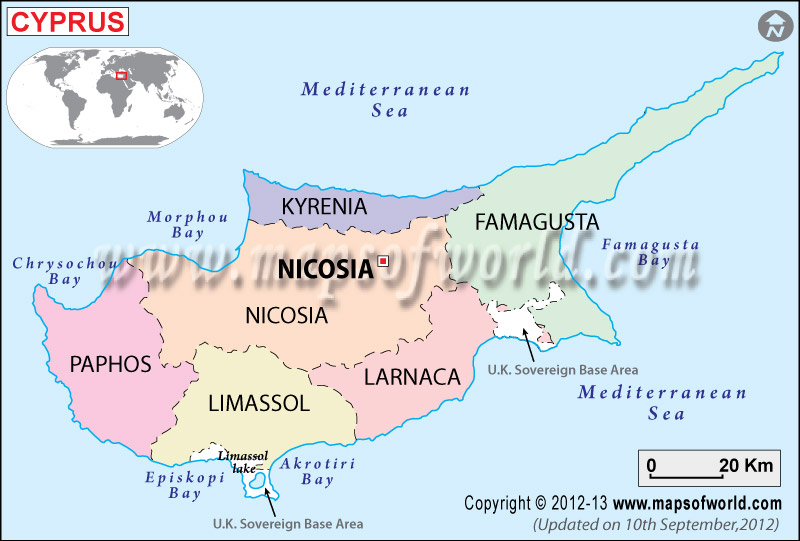 CYPRUS
N
Mediterranean
Sea
KYRENIA
FAMAGUSTA
Morphou
Bay
Famagusta
Bay
www.mapsofworld.com
Chrysochou
Bay
NICOSIA
NICOSIA
PAPHOS
LARNACA
U.K. Sovereign Base Area
LIMASSOL
Mediterranean
Sea
Limassol
lake
Episkopi
Bay
Akrotiri
Bay
U.K. Sovereign Base Area
0 20 Km
Copyright © 2012-13 www.mapsofworld.com
(Updated on 10th September,2012)